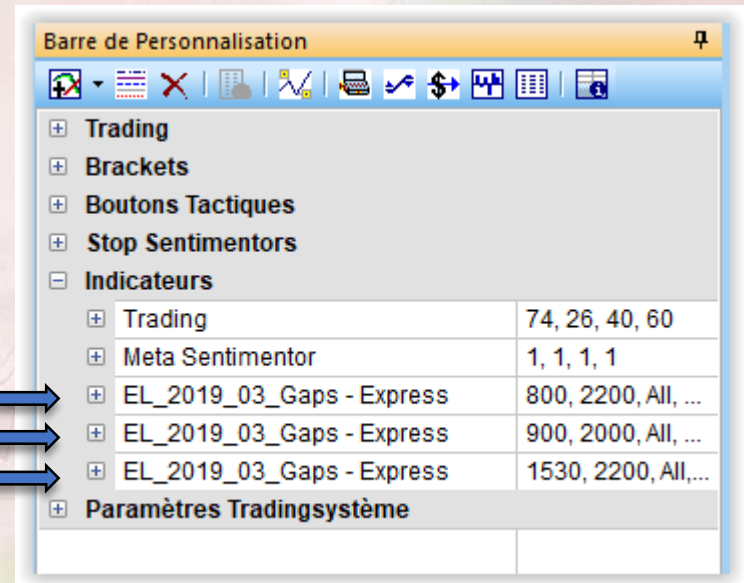 Barre de Personnalisation
Trading
Brackets
Boutons Tactiques
Stop Sentimentors
Indicateurs
Trading 74, 26, 40, 60
Meta Sentimentor 1, 1, 1, 1
EL_2019_03_Gaps - Express 800, 2200, All, ...
EL_2019_03_Gaps - Express 900, 2000, All, ...
EL_2019_03_Gaps - Express 1530, 2200, All,...
Paramètres Tradingsystème